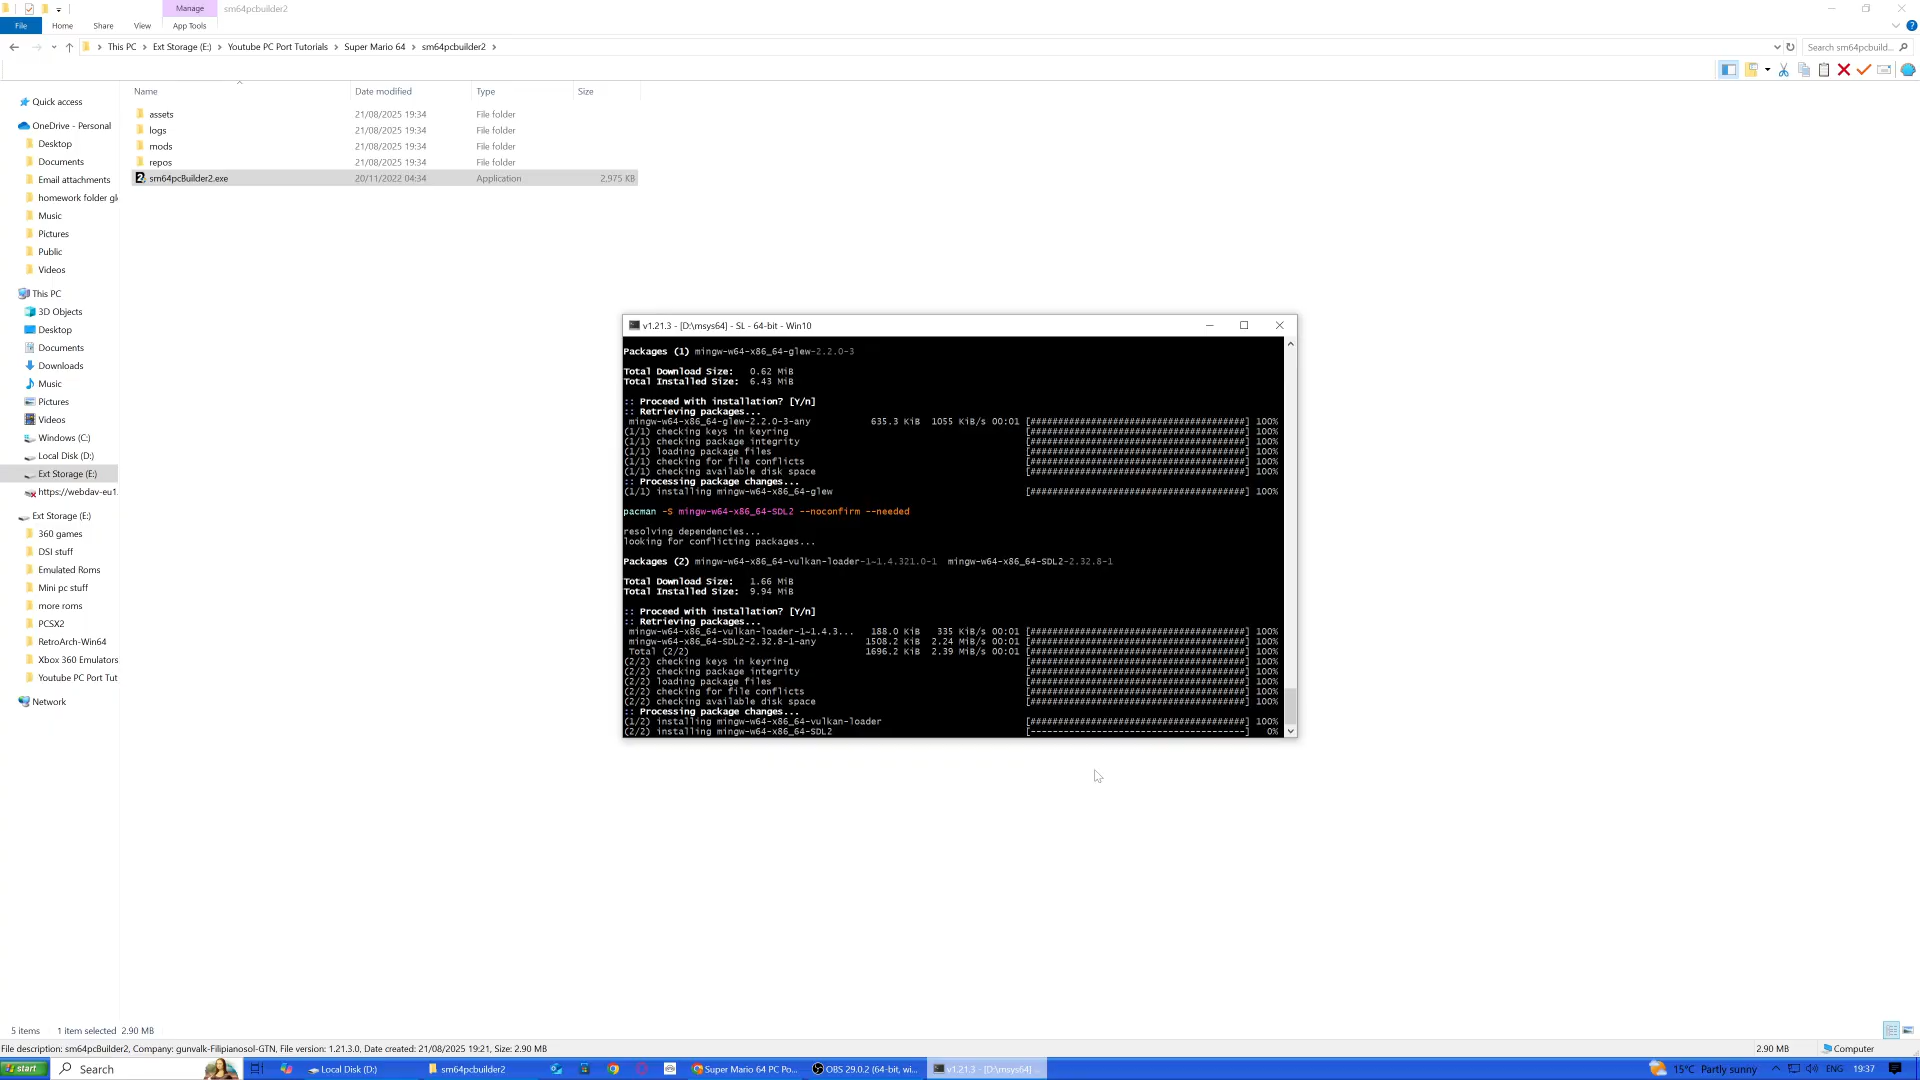 Manage
sm64pcbuilder2
File
Home
Share
View
App Tools
This PC
Ext Storage (E:)
Youtube PC Port Tutorials
Super Mario 64
sm64pcbuilder2
Search sm64pcbuild...
Name
Date modified
Type
Size
assets 21/08/2025 19:34 File folder
logs 21/08/2025 19:34 File folder
mods 21/08/2025 19:34 File folder
repos 21/08/2025 19:34 File folder
sm64pcBuilder2.exe 20/11/2022 04:34 Application 2,975 KB
Quick access
OneDrive - Personal
Desktop
Documents
Email attachments
homework folder gl
Music
Pictures
Public
Videos
This PC
3D Objects
Desktop
Documents
Downloads
Music
Pictures
Videos
Windows (C:)
Local Disk (D:)
Ext Storage (E:)
https://webdav-eu1.
Ext Storage (E:)
360 games
DSI stuff
Emulated Roms
Mini pc stuff
more roms
PCSX2
RetroArch-Win64
Xbox 360 Emulators
Youtube PC Port Tut
Network
v1.21.3 - [D:\msys64] - SL - 64-bit - Win10
Packages (1) mingw-w64-x86_64-glew-2.2.0-3
Total Download Size: 0.62 MiB
Total Installed Size: 6.43 MiB
:: Proceed with installation? [Y/n]
:: Retrieving packages...
mingw-w64-x86_64-glew-2.2.0-3-any 635.3 KiB 1055 KiB/s 00:01 [#######################################] 100%
(1/1) checking keys in keyring [#######################################] 100%
(1/1) checking package integrity [#######################################] 100%
(1/1) loading package files [#######################################] 100%
(1/1) checking for file conflicts [#######################################] 100%
(1/1) checking available disk space [#######################################] 100%
:: Processing package changes...
(1/1) installing mingw-w64-x86_64-glew [#######################################] 100%
pacman -S mingw-w64-x86_64-SDL2 --noconfirm --needed
resolving dependencies...
looking for conflicting packages...
Packages (2) mingw-w64-x86_64-vulkan-loader-1~1.4.321.0-1 mingw-w64-x86_64-SDL2-2.32.8-1
Total Download Size: 1.66 MiB
Total Installed Size: 9.94 MiB
:: Proceed with installation? [Y/n]
:: Retrieving packages...
mingw-w64-x86_64-vulkan-loader-1~1.4.3... 188.0 KiB 335 KiB/s 00:01 [#######################################] 100%
mingw-w64-x86_64-SDL2-2.32.8-1-any 1508.2 KiB 2.24 MiB/s 00:01 [#######################################] 100%
Total (2/2) 1696.2 KiB 2.39 MiB/s 00:01 [#######################################] 100%
(2/2) checking keys in keyring [#######################################] 100%
(2/2) checking package integrity [#######################################] 100%
(2/2) loading package files [#######################################] 100%
(2/2) checking for file conflicts [#######################################] 100%
(2/2) checking available disk space [#######################################] 100%
:: Processing package changes...
(1/2) installing mingw-w64-x86_64-vulkan-loader [#######################################] 100%
(2/2) installing mingw-w64-x86_64-SDL2 [---------------------------------------] 0%
5 items 1 item selected 2.90 MB
File description: sm64pcBuilder2, Company: gunvalk-Filipianosol-GTN, File version: 1.21.3.0, Date created: 21/08/2025 19:21, Size: 2.90 MB
2.90 MB
Computer
start
Search
Local Disk (D:)
sm64pcbuilder2
Super Mario 64 PC Po...
OBS 29.0.2 (64-bit, wi...
v1.21.3 - [D:\msys64] ...
15°C Partly sunny
ENG
19:37